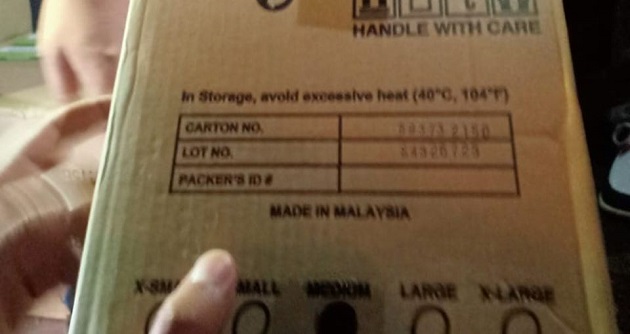 HANDLE WITH CARE
In Storage, avoid excessive heat (40°C, 104°F)
CARTON NO.
LOT NO.
PACKER'S ID #
MADE IN MALAYSIA
MEDIUM LARGE X-LARGE